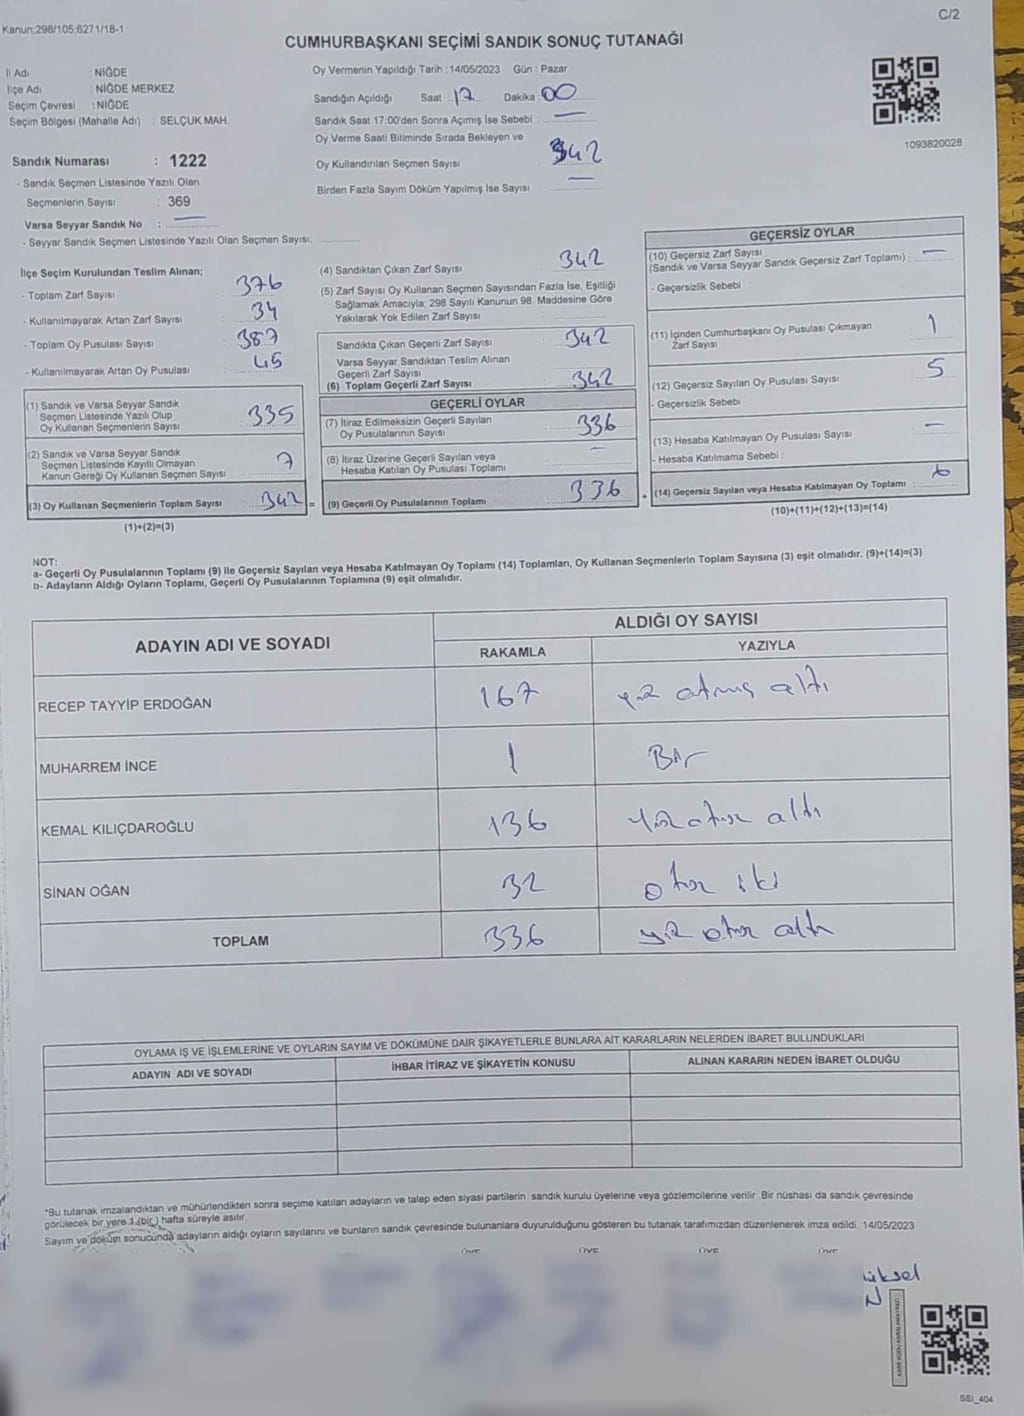 C/2
Kanun:298/105,6271/18-1
CUMHURBAŞKANI SEÇİMİ SANDIK SONUÇ TUTANAĞI
İl Adı : NİĞDE
İlçe Adı : NİĞDE MERKEZ
Seçim Çevresi : NİĞDE
Seçim Bölgesi (Mahalle Adı) : SELÇUK MAH.
Sandık Numarası : 1222
- Sandık Seçmen Listesinde Yazılı Olan
Seçmenlerin Sayısı : 369
Varsa Seyyar Sandık No : —
- Seyyar Sandık Seçmen Listesinde Yazılı Olan Seçmen Sayısı: ............
Oy Vermenin Yapıldığı Tarih :14/05/2023 Gün : Pazar
Sandığın Açıldığı Saat : 17 Dakika : 00
Sandık Saat 17:00'den Sonra Açımış İse Sebebi : —
Oy Verme Saati Bitiminde Sırada Bekleyen ve
Oy Kullandırılan Seçmen Sayısı : 342
Birden Fazla Sayım Döküm Yapılmış İse Sayısı : —
1093820028
İlçe Seçim Kurulundan Teslim Alınan;
- Toplam Zarf Sayısı : 376
- Kullanılmayarak Artan Zarf Sayısı : 34
- Toplam Oy Pusulası Sayısı : 387
- Kullanılmayarak Artan Oy Pusulası : 45
(1) Sandık ve Varsa Seyyar Sandık
Seçmen Listesinde Yazılı Olup
Oy Kullanan Seçmenlerin Sayısı : 335
(2) Sandık ve Varsa Seyyar Sandık
Seçmen Listesinde Kayıtlı Olmayan
Kanun Gereği Oy Kullanan Seçmen Sayısı : 7
(3) Oy Kullanan Seçmenlerin Toplam Sayısı : 342 =
(1)+(2)=(3)
(4) Sandıktan Çıkan Zarf Sayısı : 342
(5) Zarf Sayısı Oy Kullanan Seçmen Sayısından Fazla İse, Eşitliği
Sağlamak Amacıyla, 298 Sayılı Kanunun 98. Maddesine Göre
Yakılarak Yok Edilen Zarf Sayısı :
Sandıkta Çıkan Geçerli Zarf Sayısı : 342
Varsa Seyyar Sandıktan Teslim Alınan
Geçerli Zarf Sayısı :
(6) Toplam Geçerli Zarf Sayısı : 342
GEÇERLİ OYLAR
(7) İtiraz Edilmeksizin Geçerli Sayılan
Oy Pusulalarının Sayısı : 336
(8) İtiraz Üzerine Geçerli Sayılan veya
Hesaba Katılan Oy Pusulası Toplamı : —
(9) Geçerli Oy Pusulalarının Toplamı : 336 +
GEÇERSİZ OYLAR
(10) Geçersiz Zarf Sayısı
(Sandık ve Varsa Seyyar Sandık Geçersiz Zarf Toplamı) : —
- Geçersizlik Sebebi :
(11) İçinden Cumhurbaşkanı Oy Pusulası Çıkmayan
Zarf Sayısı : 1
(12) Geçersiz Sayılan Oy Pusulası Sayısı : 5
- Geçersizlik Sebebi :
(13) Hesaba Katılmayan Oy Pusulası Sayısı : —
- Hesaba Katılmama Sebebi :
(14) Geçersiz Sayılan veya Hesaba Katılmayan Oy Toplamı : 6
(10)+(11)+(12)+(13)=(14)
NOT:
a- Geçerli Oy Pusulalarının Toplamı (9) ile Geçersiz Sayılan veya Hesaba Katılmayan Oy Toplamı (14) Toplamları, Oy Kullanan Seçmenlerin Toplam Sayısına (3) eşit olmalıdır. (9)+(14)=(3)
b- Adayların Aldığı Oyların Toplamı, Geçerli Oy Pusulalarının Toplamına (9) eşit olmalıdır.
ADAYIN ADI VE SOYADI ALDIĞI OY SAYISI
RAKAMLA YAZIYLA
RECEP TAYYİP ERDOĞAN 167 yüz atmış altı
MUHARREM İNCE 1 Bir
KEMAL KILIÇDAROĞLU 136 Yüz otuz altı
SİNAN OĞAN 32 otuz iki
TOPLAM 336 yüz otuz altı
OYLAMA İŞ VE İŞLEMLERİNE VE OYLARIN SAYIM VE DÖKÜMÜNE DAİR ŞİKAYETLERLE BUNLARA AİT KARARLARIN NELERDEN İBARET BULUNDUKLARI
ADAYIN ADI VE SOYADI İHBAR İTİRAZ VE ŞİKAYETİN KONUSU ALINAN KARARIN NEDEN İBARET OLDUĞU
*Bu tutanak imzalandıktan ve mühürlendikten sonra seçime katılan adayların ve talep eden siyasi partilerin sandık kurulu üyelerine veya gözlemcilerine verilir. Bir nüshası da sandık çevresinde
görülecek bir yere 1 (bir) hafta süreyle asılır.
Sayım ve döküm sonucunda adayların aldığı oyların sayılarını ve bunların sandık çevresinde bulunanlara duyurulduğunu gösteren bu tutanak tarafımızdan düzenlenerek imza edildi. 14/05/2023
ÜYE ÜYE ÜYE ÜYE
üksel
N
SSI_404